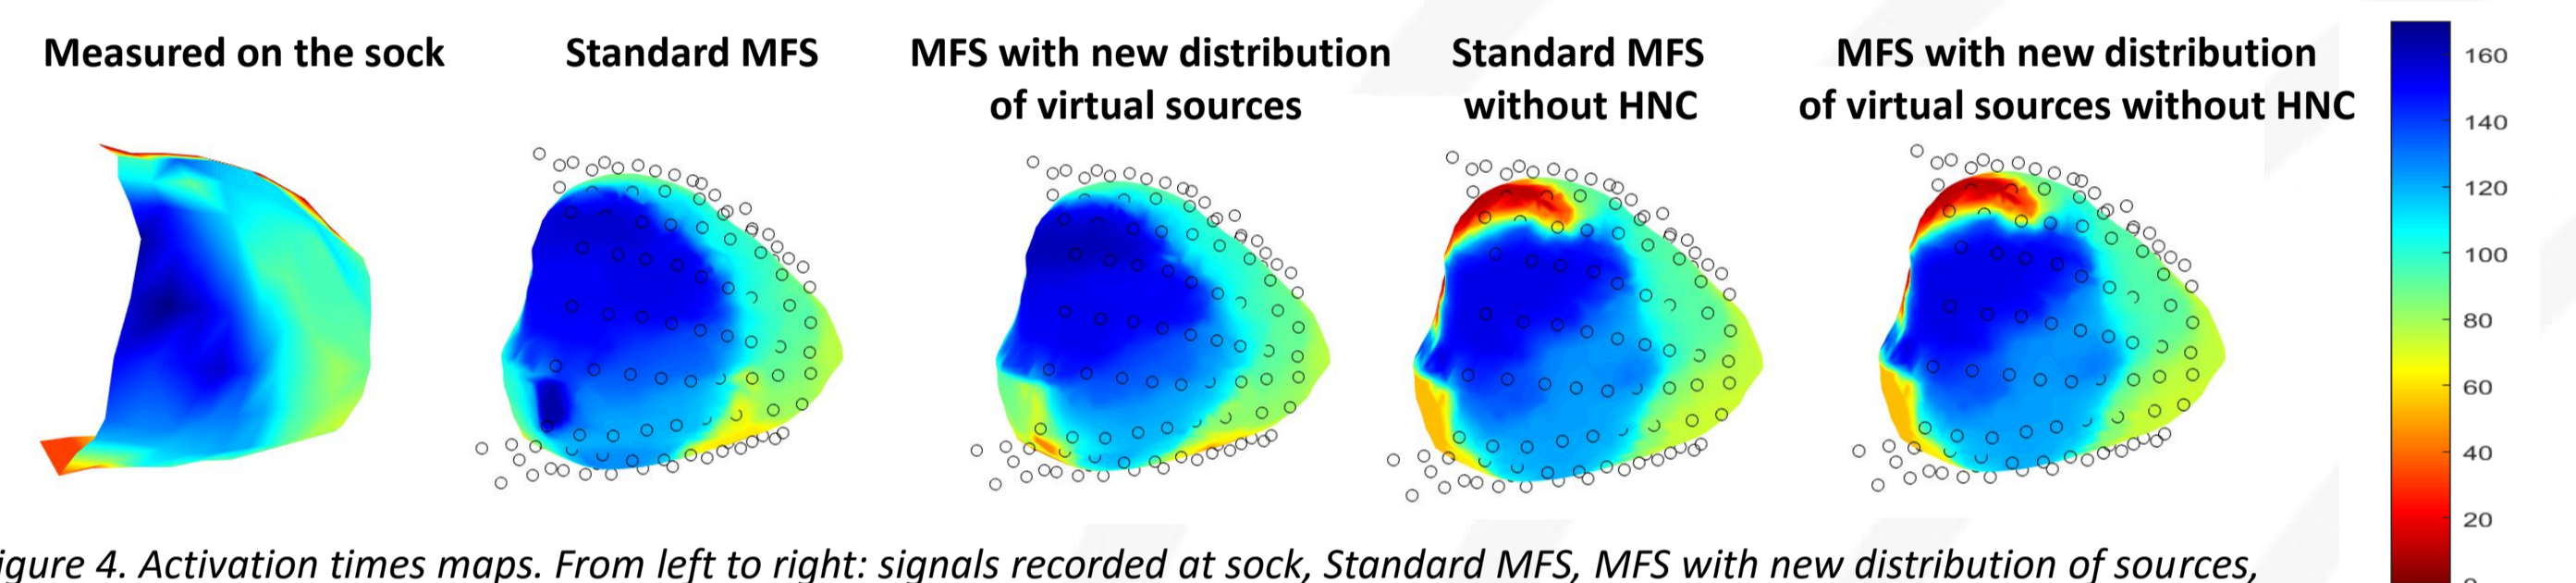 Measured on the sock
Standard MFS
MFS with new distribution
of virtual sources
Standard MFS
without HNC
MFS with new distribution
of virtual sources without HNC
160
140
120
100
80
60
40
20
igure 4. Activation times maps. From left to right: signals recorded at sock, Standard MFS, MFS with new distribution of sources,